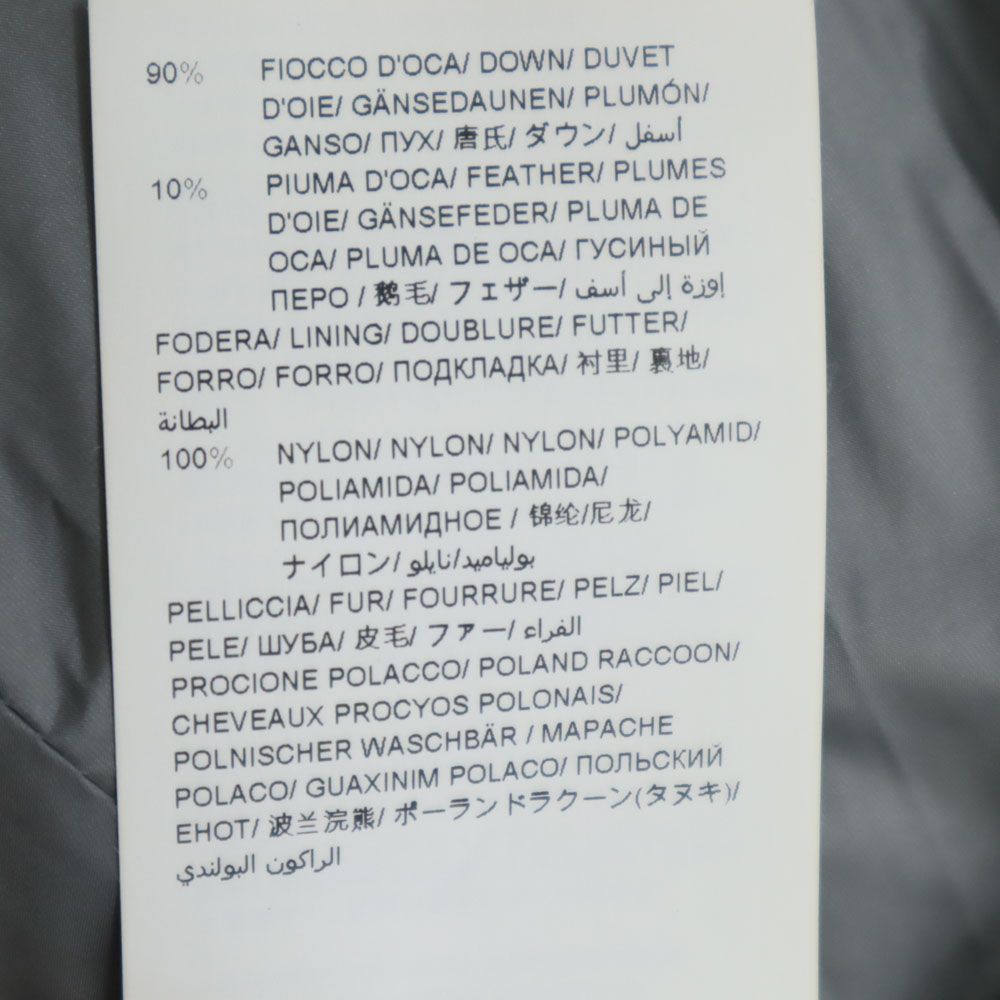 90% FIOCCO D'OCA/ DOWN/ DUVET
D'OIE/ GÄNSEDAUNEN/ PLUMÓN/
GANSO/ ПУХ/ 唐氏/ ダウン/ أسفل
10% PIUMA D'OCA/ FEATHER/ PLUMES
D'OIE/ GÄNSEFEDER/ PLUMA DE
OCA/ PLUMA DE OCA/ ГУСИНЫЙ
ПЕРО / 鹅毛/ フェザー/ إوزة إلى أسف
FODERA/ LINING/ DOUBLURE/ FUTTER/
FORRO/ FORRO/ ПОДКЛАДКА/ 衬里/ 裏地/
البطانة
100% NYLON/ NYLON/ NYLON/ POLYAMID/
POLIAMIDA/ POLIAMIDA/
ПОЛИАМИДНОЕ / 锦纶/尼龙/
ナイロン/ بولياميد/نايلو
PELLICCIA/ FUR/ FOURRURE/ PELZ/ PIEL/
PELE/ ШУБА/ 皮毛/ ファー/ الفراء
PROCIONE POLACCO/ POLAND RACCOON/
CHEVEAUX PROCYOS POLONAIS/
POLNISCHER WASCHBÄR / MAPACHE
POLACO/ GUAXINIM POLACO/ ПОЛЬСКИЙ
ЕНОТ/ 波兰浣熊/ ポーランドラクーン(タヌキ)/
الراكون البولندي